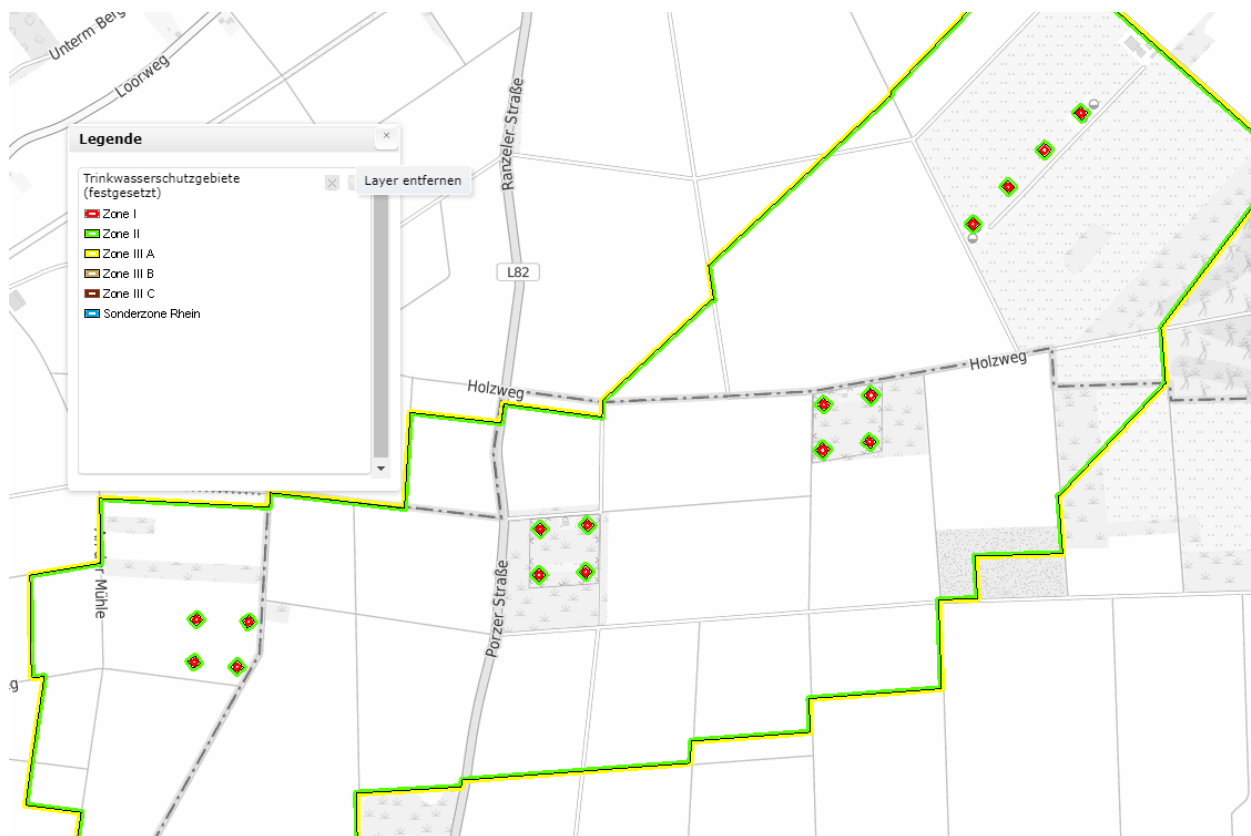 Unterm Berg
Loorweg
Ranzeler Straße
Legende
Trinkwasserschutzgebiete
(festgesetzt)
Layer entfernen
Zone I
Zone II
Zone III A
Zone III B
Zone III C
Sonderzone Rhein
L82
Holzweg
Holzweg
Mühle
Porzer Straße